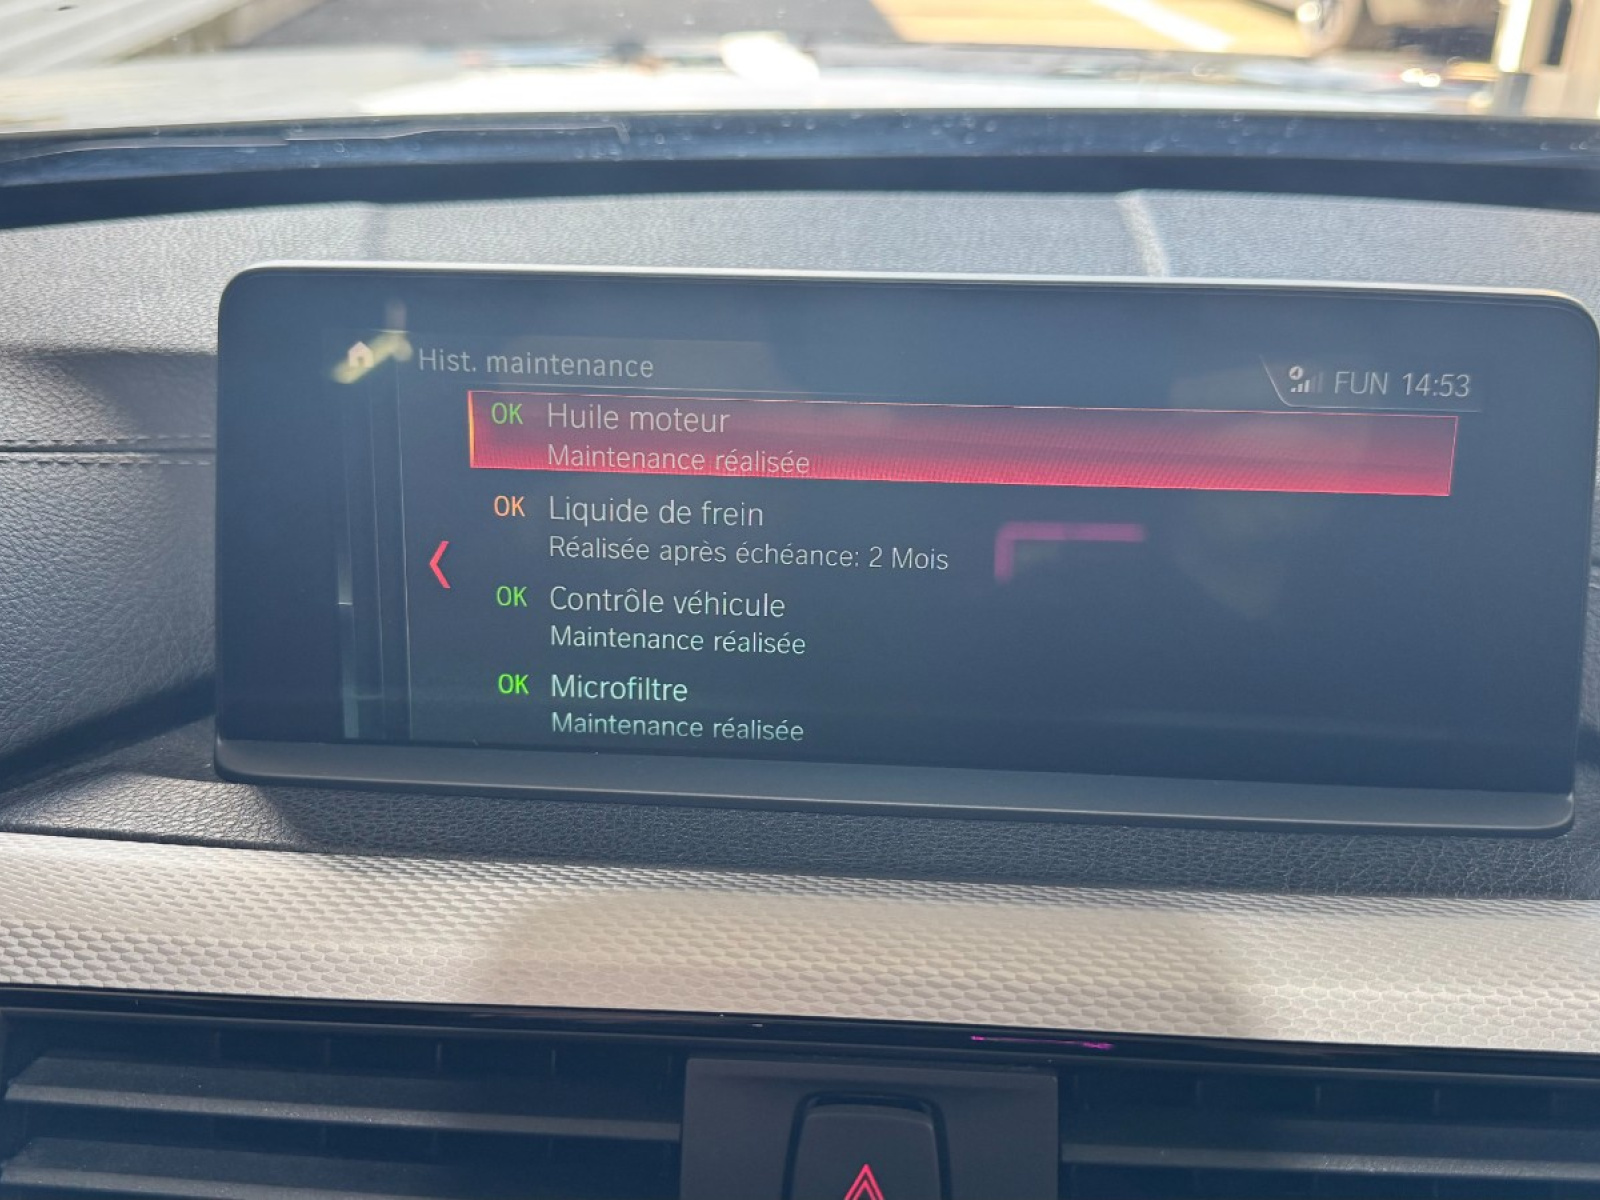 Hist. maintenance
FUN 14:53
OK Huile moteur
Maintenance réalisée
OK Liquide de frein
Réalisée après échéance: 2 Mois
OK Contrôle véhicule
Maintenance réalisée
OK Microfiltre
Maintenance réalisée